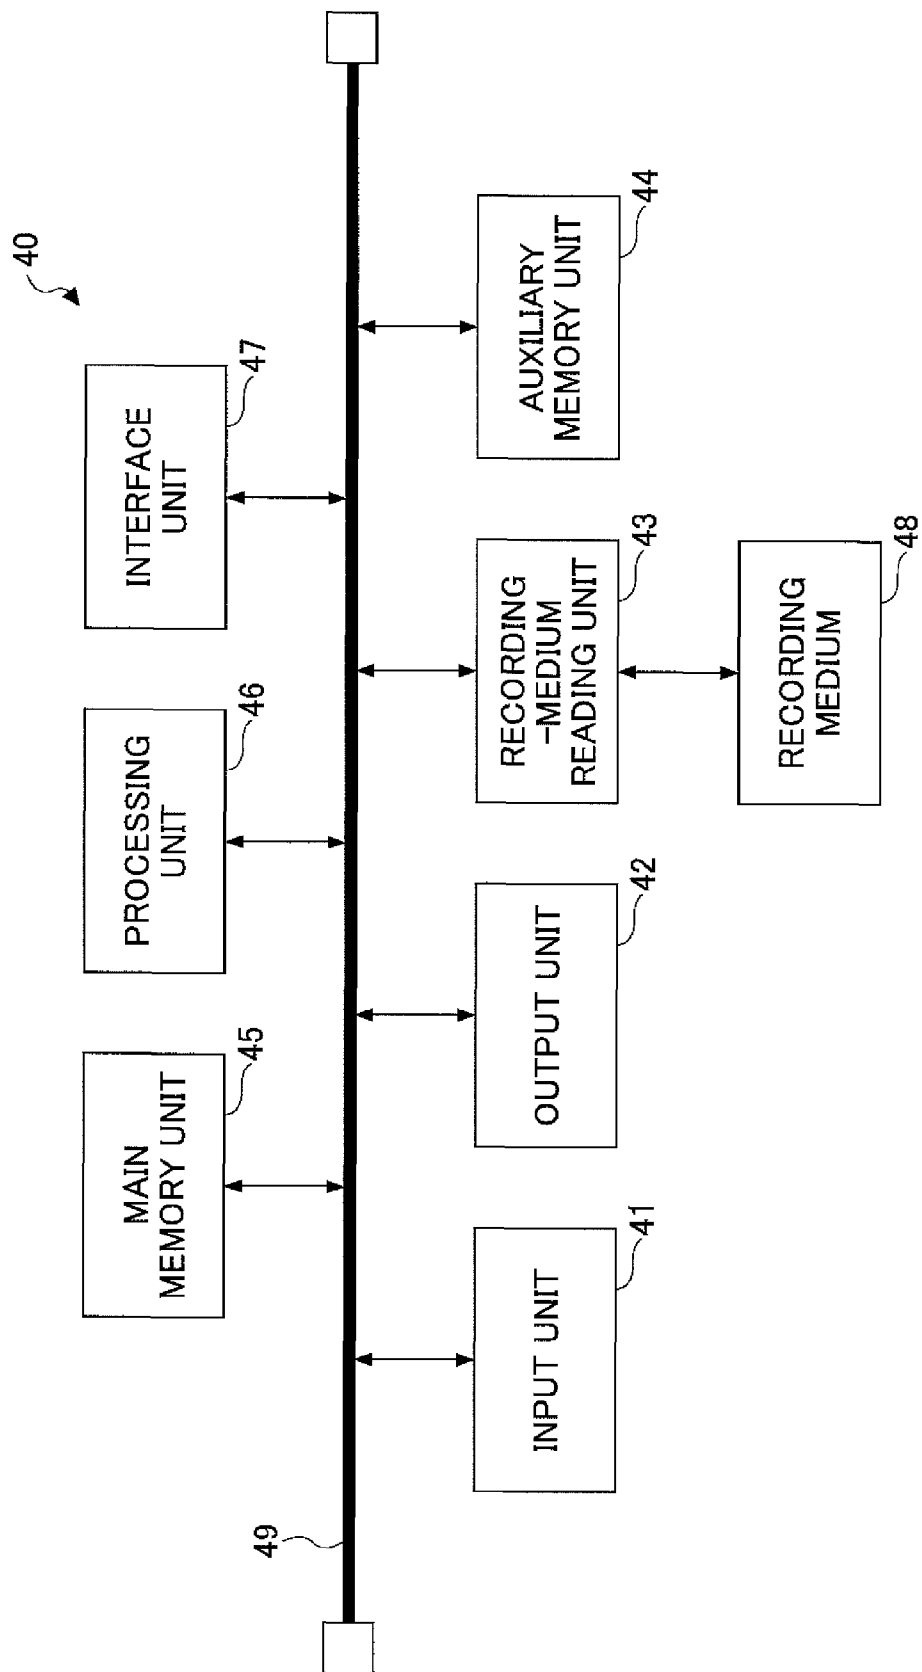 40
MAIN
MEMORY UNIT
45
PROCESSING
UNIT
46
INTERFACE
UNIT
47
49
INPUT UNIT
41
OUTPUT UNIT
42
RECORDING
-MEDIUM
READING UNIT
43
AUXILIARY
MEMORY UNIT
44
RECORDING
MEDIUM
48